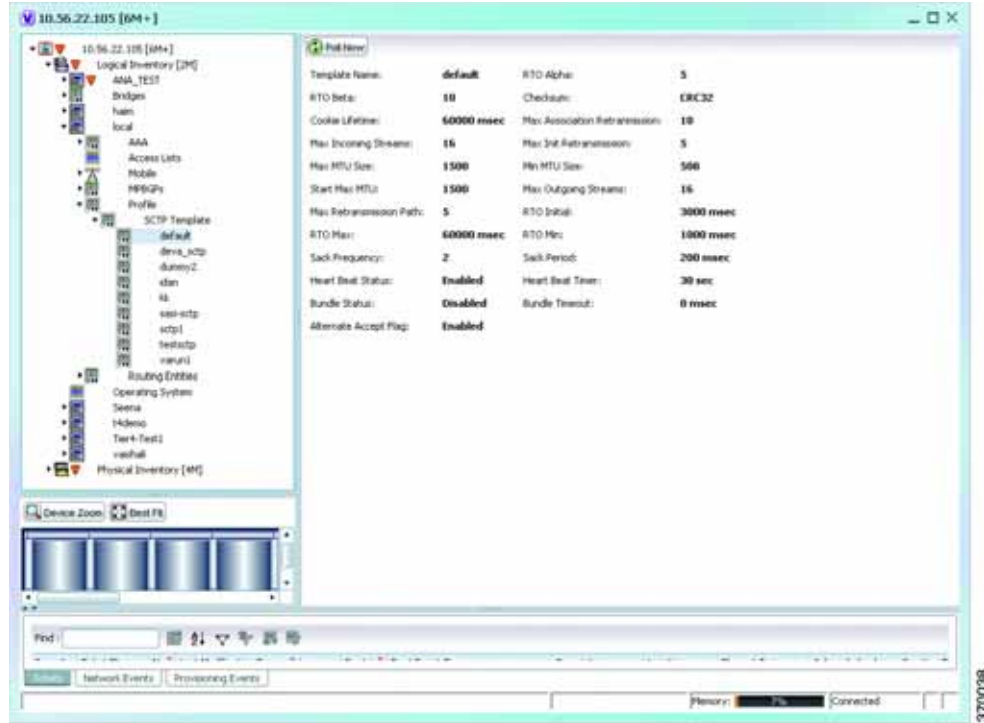 10.56.22.105 [6M+]
10.56.22.105 [6M+]
Logical Inventory [2M]
ANA_TEST
Bridges
haim
local
AAA
Access Lists
Mobile
MPBGPs
Profile
SCTP Template
default
deva_sctp
dummy2
idan
kk
sasi-sctp
sctp1
testsctp
varun1
Routing Entities
Operating System
Seena
t4demo
Tier4-Test1
vaishali
Physical Inventory [4M]
Device Zoom Best Fit
Poll Now
Template Name: default RTO Alpha: 5
RTO Beta: 10 Checksum: CRC32
Cookie Lifetime: 60000 msec Max Association Retransmission: 10
Max Incoming Streams: 16 Max Init Retransmission: 5
Max MTU Size: 1500 Min MTU Size: 508
Start Max MTU: 1500 Max Outgoing Streams: 16
Max Retransmission Path: 5 RTO Initial: 3000 msec
RTO Max: 60000 msec RTO Min: 1000 msec
Sack Frequency: 2 Sack Period: 200 msec
Heart Beat Status: Enabled Heart Beat Timer: 30 sec
Bundle Status: Disabled Bundle Timeout: 0 msec
Alternate Accept Flag: Enabled
Find :
Tickets Network Events Provisioning Events
Memory: 7% Connected
370038